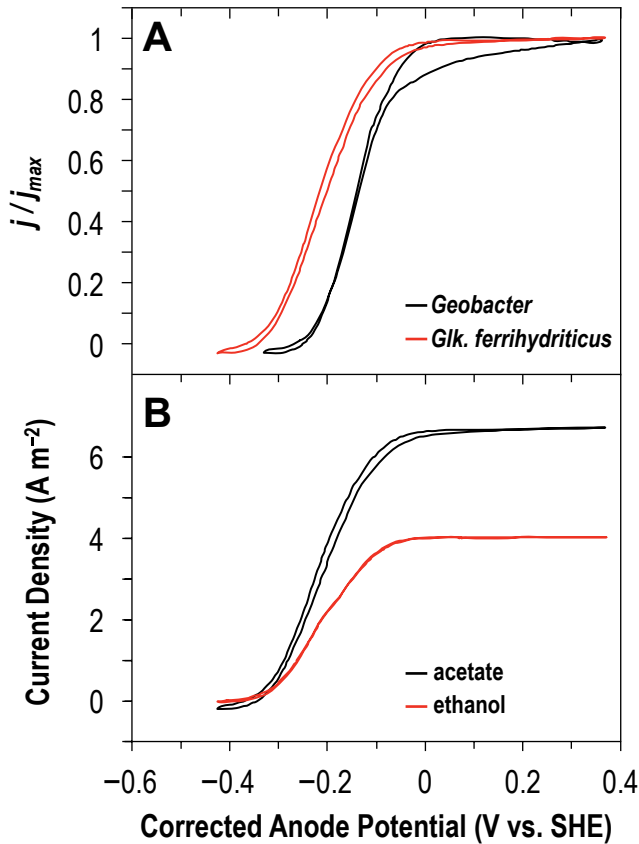 A
1
0.8
0.6
0.4
0.2
0
j / jmax
Geobacter
Glk. ferrihydriticus
B
6
4
2
0
Current Density (A m⁻²)
acetate
ethanol
−0.6 −0.4 −0.2 0 0.2 0.4
Corrected Anode Potential (V vs. SHE)